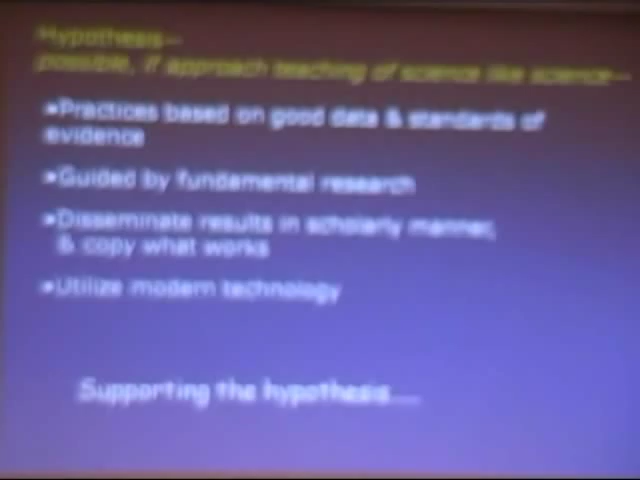 Hypothesis--
possible, if approach teaching of science like science--
•Practices based on good data & standards of
evidence
•Guided by fundamental research
•Disseminate results in scholarly manner,
& copy what works
•Utilize modern technology
Supporting the hypothesis....